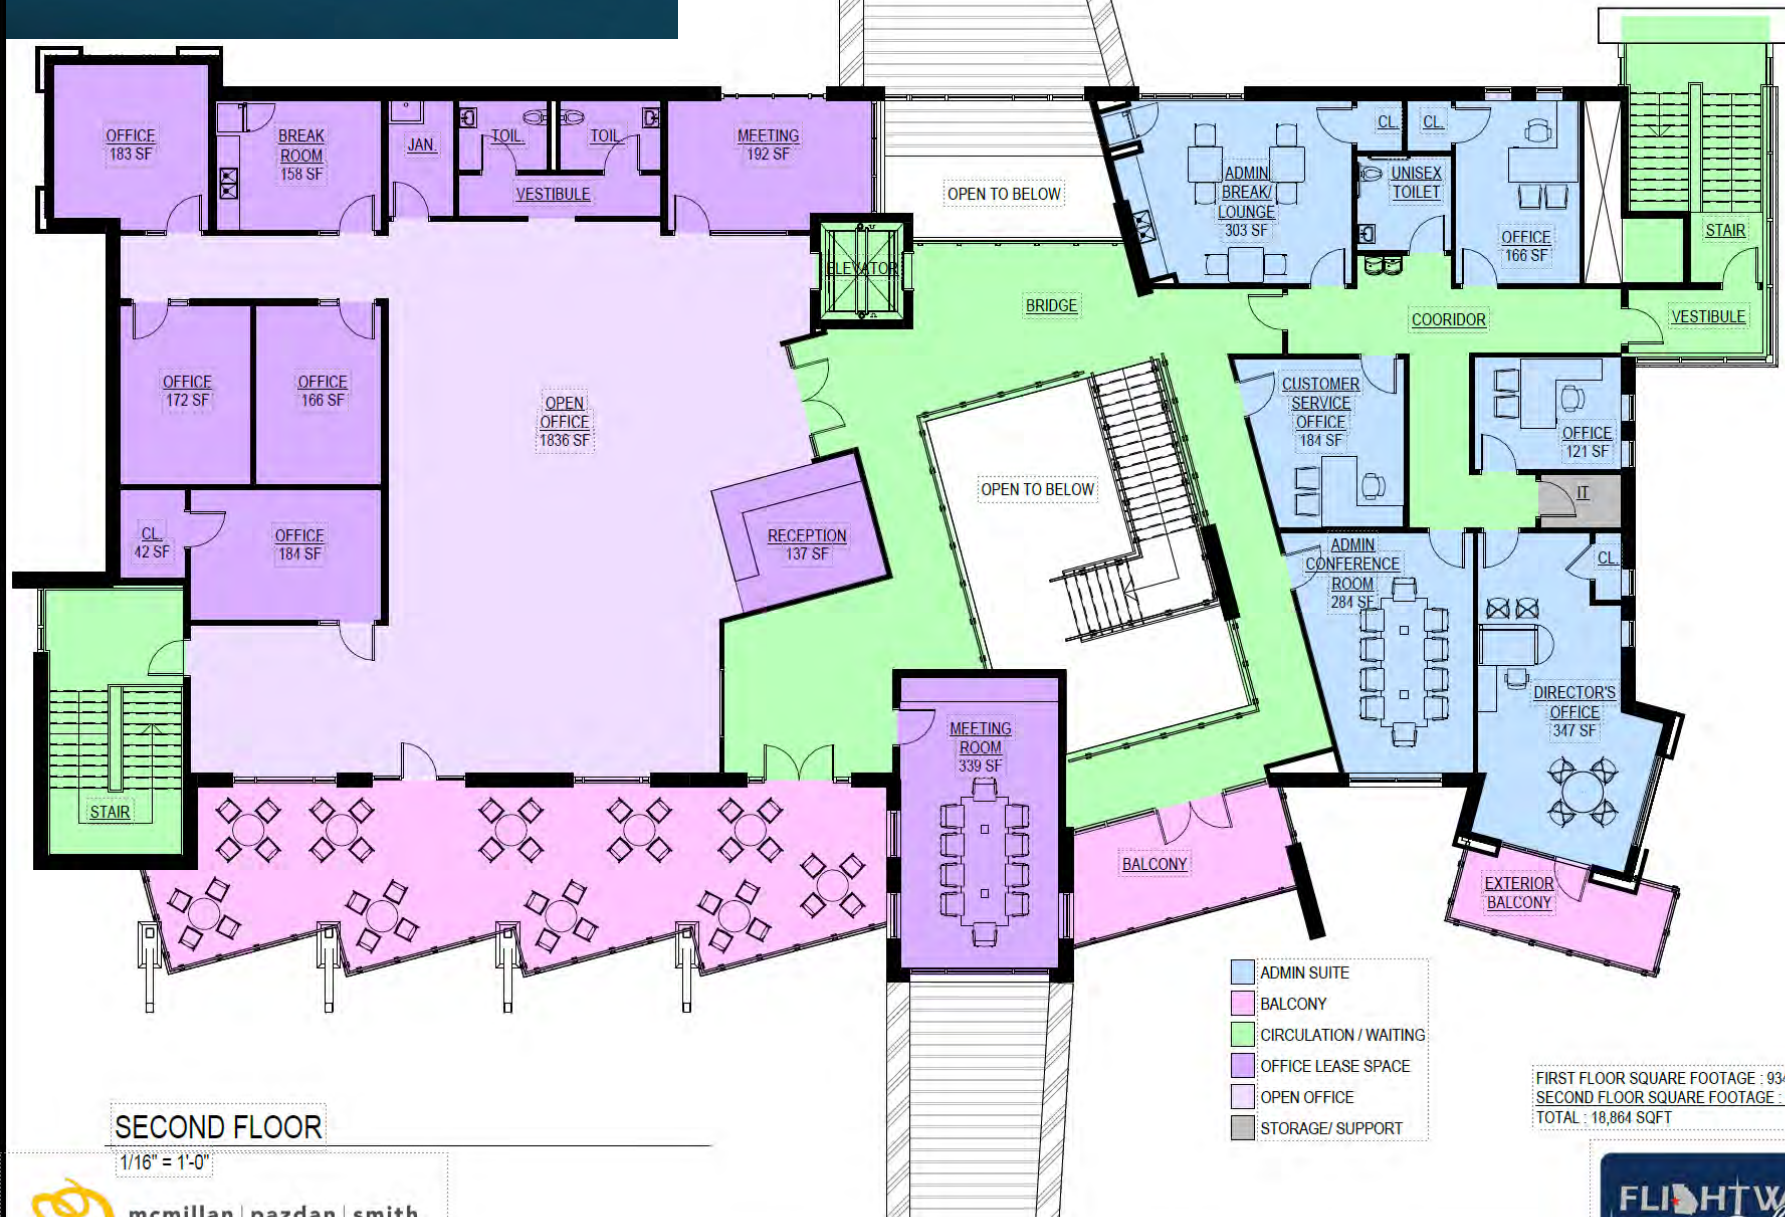 OFFICE
183 SF
BREAK
ROOM
158 SF
JAN.
TOIL.
TOIL.
VESTIBULE
MEETING
192 SF
OPEN TO BELOW
ELEVATOR
BRIDGE
ADMIN
BREAK/
LOUNGE
303 SF
CL.
CL.
UNISEX
TOILET
OFFICE
166 SF
STAIR
VESTIBULE
COORIDOR
OFFICE
172 SF
OFFICE
166 SF
OPEN
OFFICE
1836 SF
CUSTOMER
SERVICE
OFFICE
184 SF
OFFICE
121 SF
IT
OPEN TO BELOW
CL.
42 SF
OFFICE
184 SF
RECEPTION
137 SF
ADMIN
CONFERENCE
ROOM
284 SF
CL.
DIRECTOR'S
OFFICE
347 SF
MEETING
ROOM
339 SF
STAIR
BALCONY
EXTERIOR
BALCONY
ADMIN SUITE
BALCONY
CIRCULATION / WAITING
OFFICE LEASE SPACE
OPEN OFFICE
STORAGE/ SUPPORT
FIRST FLOOR SQUARE FOOTAGE :
SECOND FLOOR SQUARE FOOTAGE :
TOTAL : 18,864 SQFT
SECOND FLOOR
1/16" = 1'-0"
mcmillan | pazdan | smith